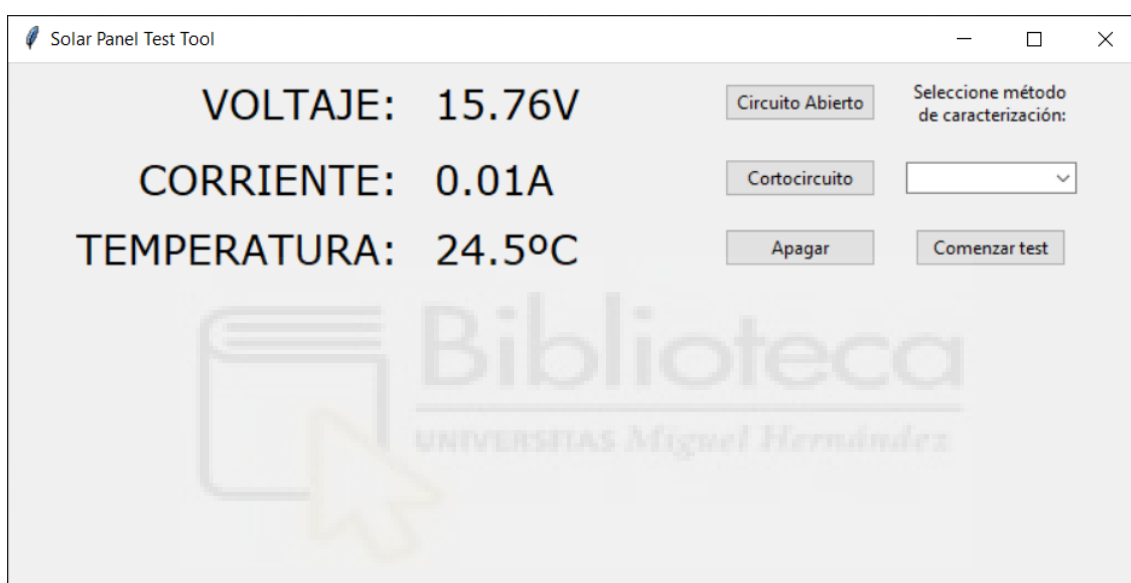 Solar Panel Test Tool
VOLTAJE: 15.76V
Circuito Abierto
Seleccione método
de caracterización:
CORRIENTE: 0.01A
Cortocircuito
TEMPERATURA: 24.5ºC
Apagar
Comenzar test
Biblioteca
UNIVERSITAS Miguel Hernández